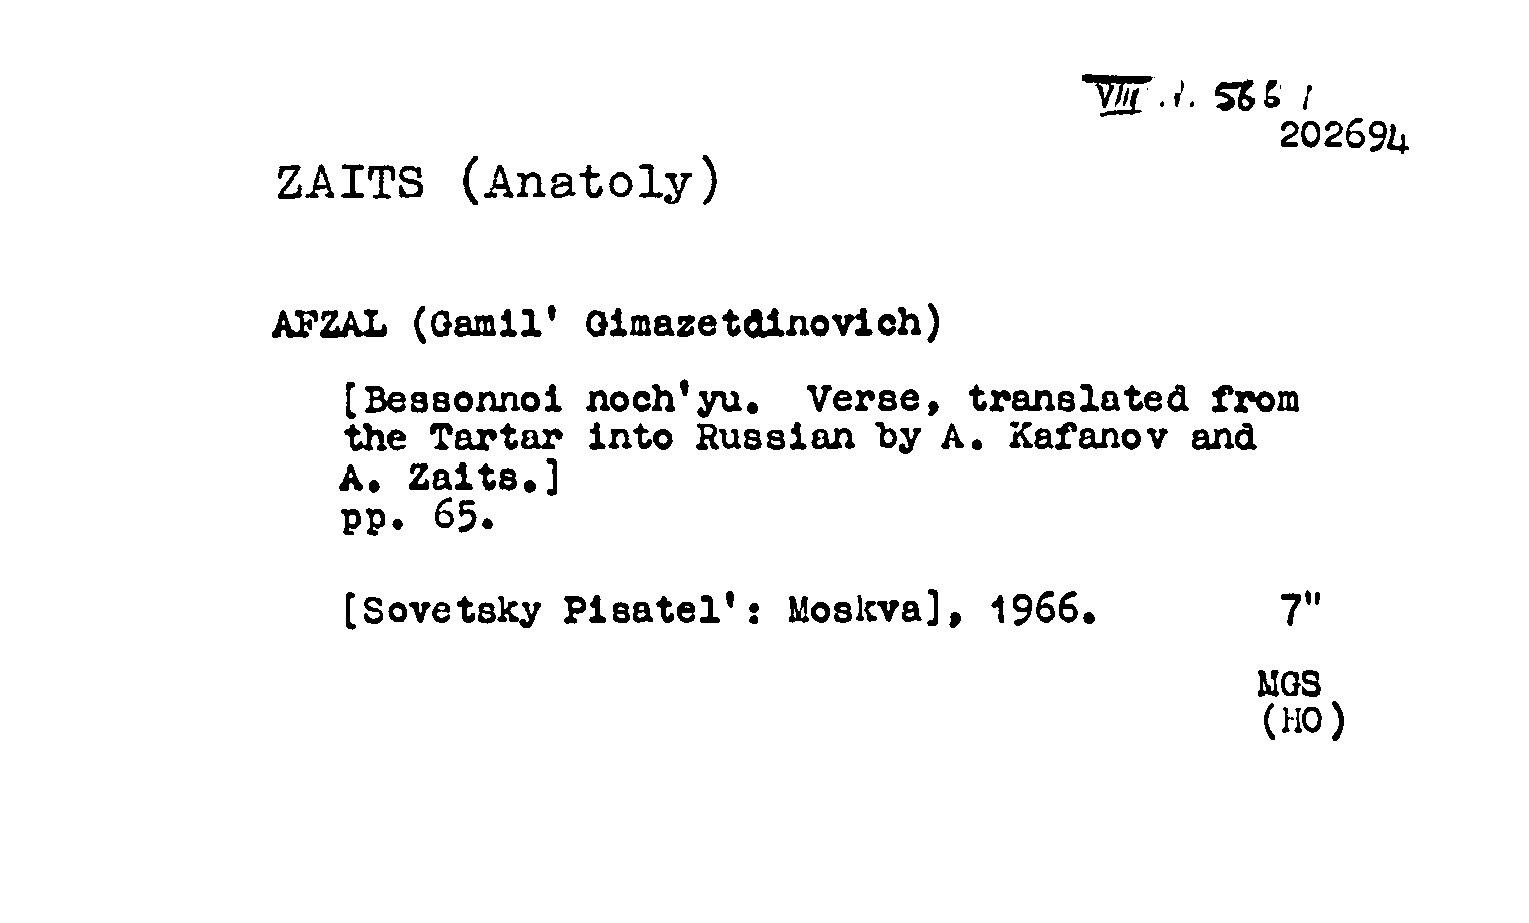 VIII . 1. 566 1
202694
ZAITS (Anatoly)
AFZAL (Gamil' Gimazetdinovich)
[Bessonnoi noch'yu. Verse, translated from
the Tartar into Russian by A. Kafanov and
A. Zaits.]
pp. 65.
[Sovetsky Pisatel': Moskva], 1966. 7"
MGS
(HO)